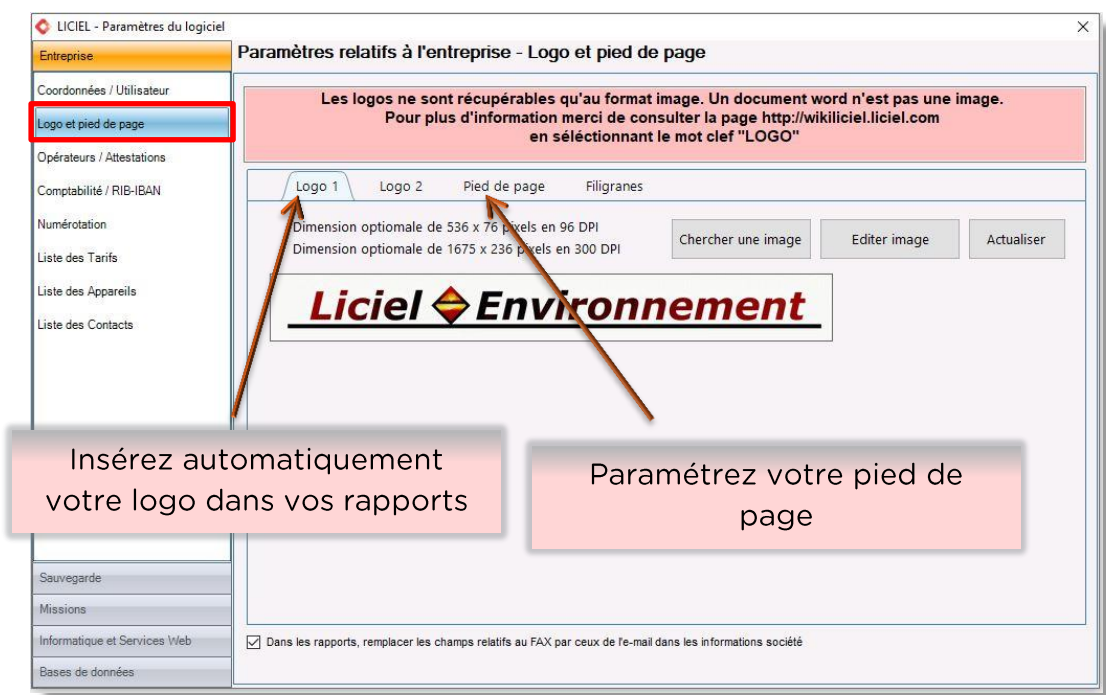 LICIEL - Paramètres du logiciel
Entreprise
Coordonnées / Utilisateur
Logo et pied de page
Opérateurs / Attestations
Comptabilité / RIB-IBAN
Numérotation
Liste des Tarifs
Liste des Appareils
Liste des Contacts
Sauvegarde
Missions
Informatique et Services Web
Bases de données
Paramètres relatifs à l'entreprise - Logo et pied de page
Les logos ne sont récupérables qu'au format image. Un document word n'est pas une image.
Pour plus d'information merci de consulter la page http://wikiliciel.liciel.com
en séléctionnant le mot clef "LOGO"
Logo 1 Logo 2 Pied de page Filigranes
Dimension optiomale de 536 x 76 pixels en 96 DPI
Dimension optiomale de 1675 x 236 pixels en 300 DPI
Chercher une image Editer image Actualiser
Liciel Environnement
Insérez automatiquement
votre logo dans vos rapports
Paramétrez votre pied de
page
Dans les rapports, remplacer les champs relatifs au FAX par ceux de l'e-mail dans les informations société